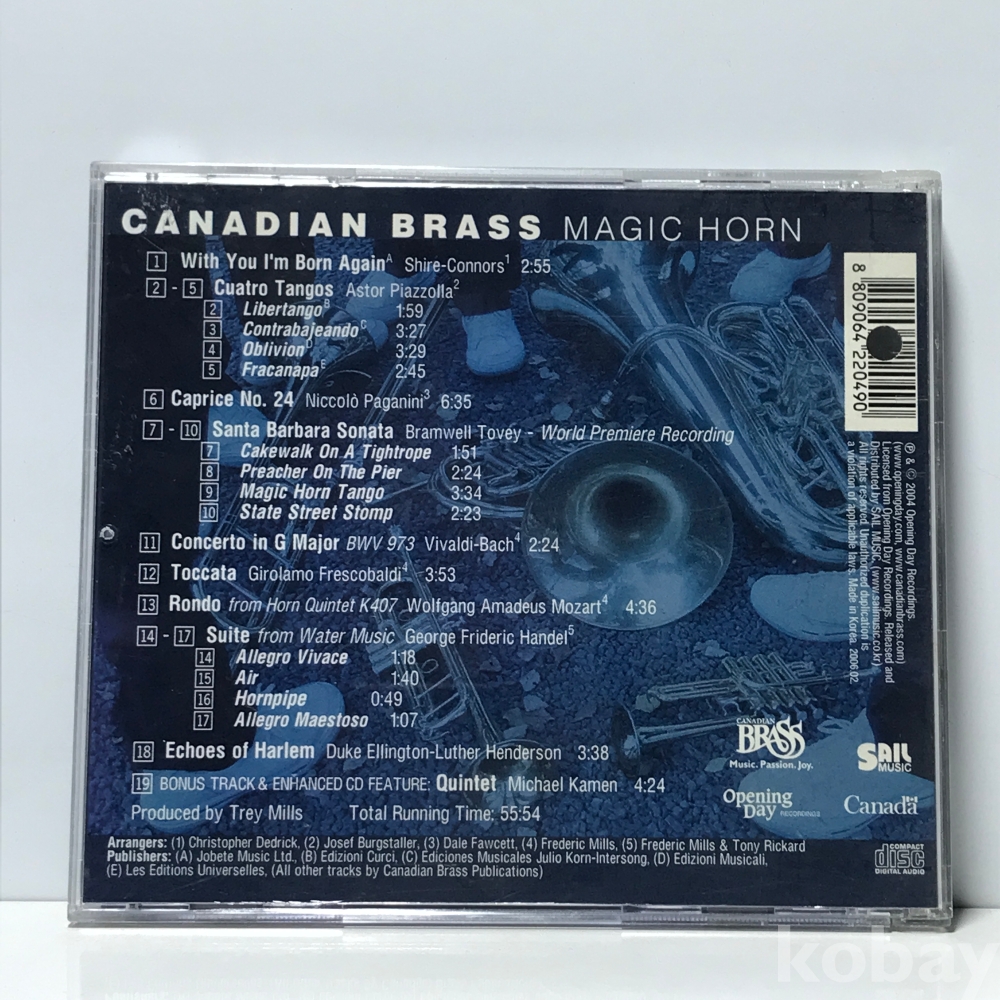 CANADIAN BRASS MAGIC HORN
1 With You I'm Born Again^A Shire-Connors^1 2:55
2 - 5 Cuatro Tangos Astor Piazzolla^2
2 Libertango^B 1:59
3 Contrabajeando^C 3:27
4 Oblivion^D 3:29
5 Fracanapa^E 2:45
6 Caprice No. 24 Niccolò Paganini^3 6:35
7 - 10 Santa Barbara Sonata Bramwell Tovey - World Premiere Recording
7 Cakewalk On A Tightrope 1:51
8 Preacher On The Pier 2:24
9 Magic Horn Tango 3:34
10 State Street Stomp 2:23
11 Concerto in G Major BWV 973 Vivaldi-Bach^4 2:24
12 Toccata Girolamo Frescobaldi^4 3:53
13 Rondo from Horn Quintet K407 Wolfgang Amadeus Mozart^4 4:36
14 - 17 Suite from Water Music George Frideric Handel^5
14 Allegro Vivace 1:18
15 Air 1:40
16 Hornpipe 0:49
17 Allegro Maestoso 1:07
18 Echoes of Harlem Duke Ellington-Luther Henderson 3:38
19 BONUS TRACK & ENHANCED CD FEATURE: Quintet Michael Kamen 4:24
Produced by Trey Mills Total Running Time: 55:54
Arrangers: (1) Christopher Dedrick, (2) Josef Burgstaller, (3) Dale Fawcett, (4) Frederic Mills, (5) Frederic Mills & Tony Rickard
Publishers: (A) Jobete Music Ltd., (B) Edizioni Curci, (C) Ediciones Musicales Julio Korn-Intersong, (D) Edizioni Musicali,
(E) Les Editions Universelles, (All other tracks by Canadian Brass Publications)
8 809064 220490
℗ & © 2004 Opening Day Recordings.
(www.openingday.com, www.canadianbrass.com)
Licensed from Opening Day Recordings. Released and
Distributed by SAIL MUSIC. (www.sailmusic.co.kr)
All rights reserved. Unauthorized duplication is
a violation of applicable laws. Made in Korea. 2006.02
CANADIAN
BRASS
Music. Passion. Joy.
SAIL
MUSIC
Opening
Day RECORDINGS
Canada
COMPACT
disc
DIGITAL AUDIO
kobay